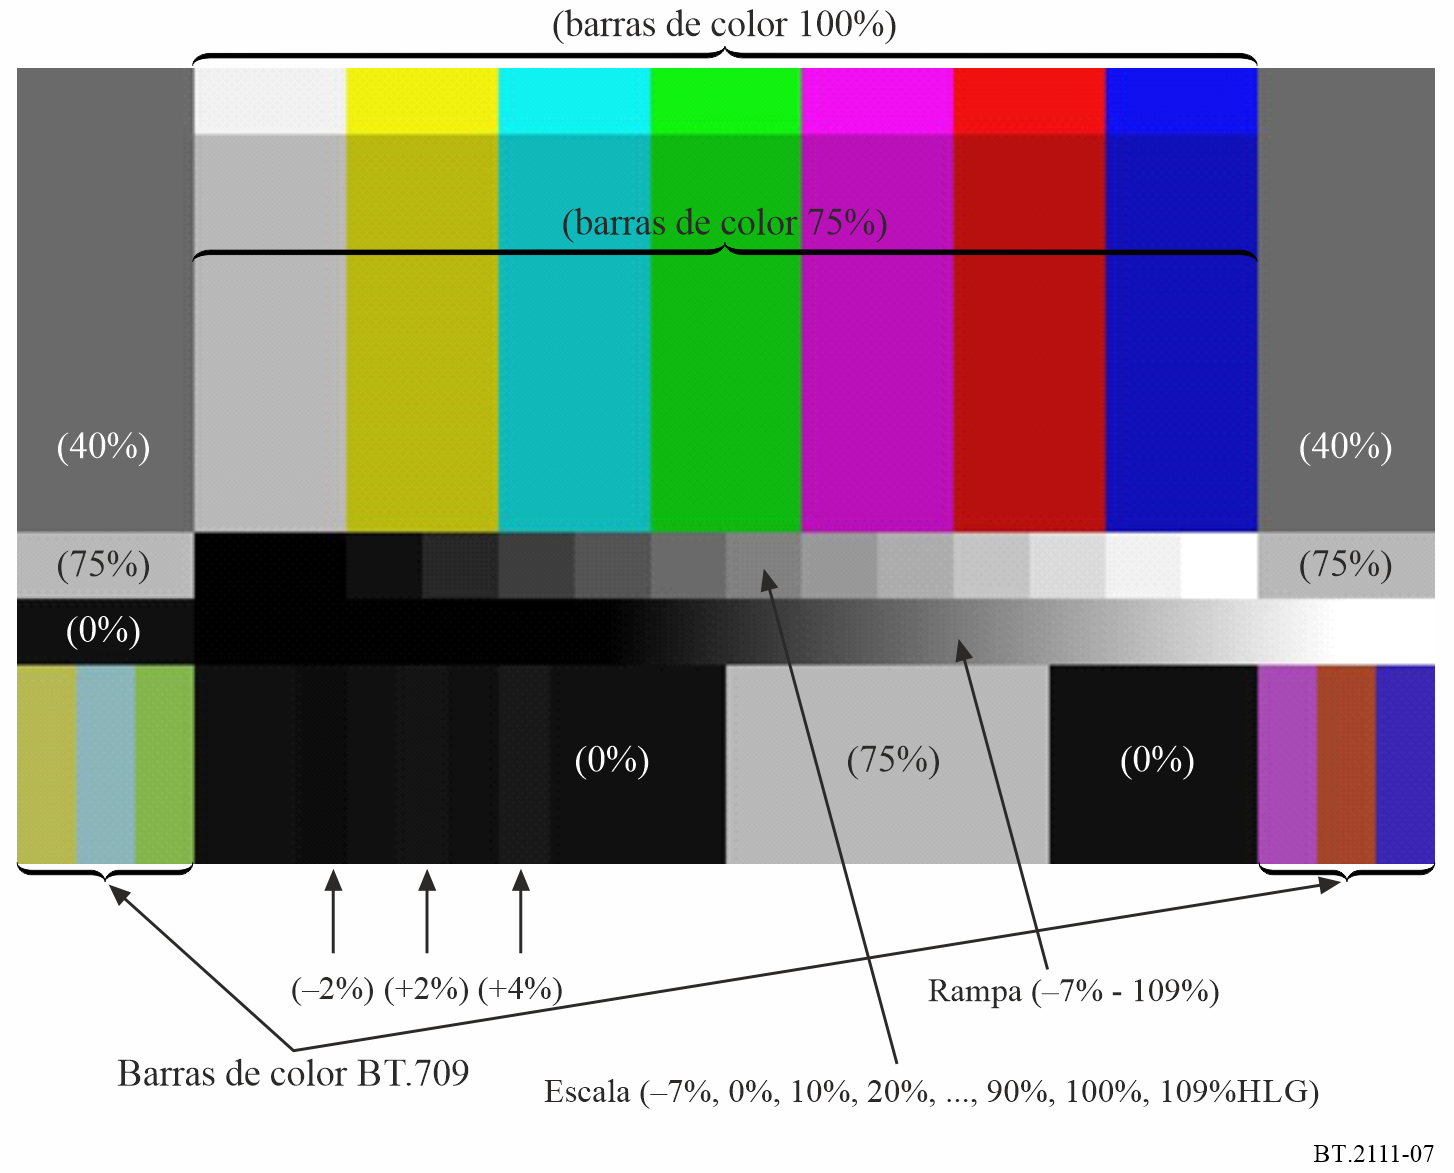 (barras de color 100%)
(barras de color 75%)
(40%)
(40%)
(75%)
(75%)
(0%)
(0%)
(75%)
(0%)
(–2%) (+2%) (+4%)
Rampa (–7% - 109%)
Barras de color BT.709
Escala (–7%, 0%, 10%, 20%, ..., 90%, 100%, 109%HLG)
BT.2111-07